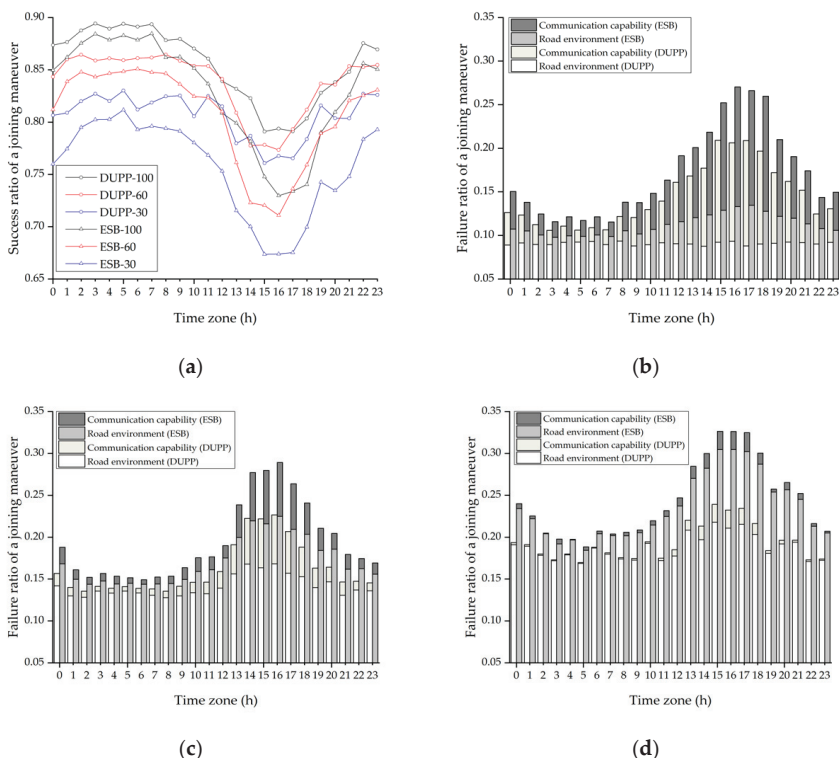 0.90
0.85
0.80
0.75
0.70
0.65
Success ratio of a joining maneuver
DUPP-100
DUPP-60
DUPP-30
ESB-100
ESB-60
ESB-30
0 1 2 3 4 5 6 7 8 9 10 11 12 13 14 15 16 17 18 19 20 21 22 23
Time zone (h)
(a)
0.35
0.30
0.25
0.20
0.15
0.10
0.05
Failure ratio of a joining maneuver
Communication capability (ESB)
Road environment (ESB)
Communication capability (DUPP)
Road environment (DUPP)
0 1 2 3 4 5 6 7 8 9 10 11 12 13 14 15 16 17 18 19 20 21 22 23
Time zone (h)
(b)
0.35
0.30
0.25
0.20
0.15
0.10
0.05
Failure ratio of a joining maneuver
Communication capability (ESB)
Road environment (ESB)
Communication capability (DUPP)
Road environment (DUPP)
0 1 2 3 4 5 6 7 8 9 10 11 12 13 14 15 16 17 18 19 20 21 22 23
Time zone (h)
(c)
0.35
0.30
0.25
0.20
0.15
0.10
0.05
Failure ratio of a joining maneuver
Communication capability (ESB)
Road environment (ESB)
Communication capability (DUPP)
Road environment (DUPP)
0 1 2 3 4 5 6 7 8 9 10 11 12 13 14 15 16 17 18 19 20 21 22 23
Time zone (h)
(d)